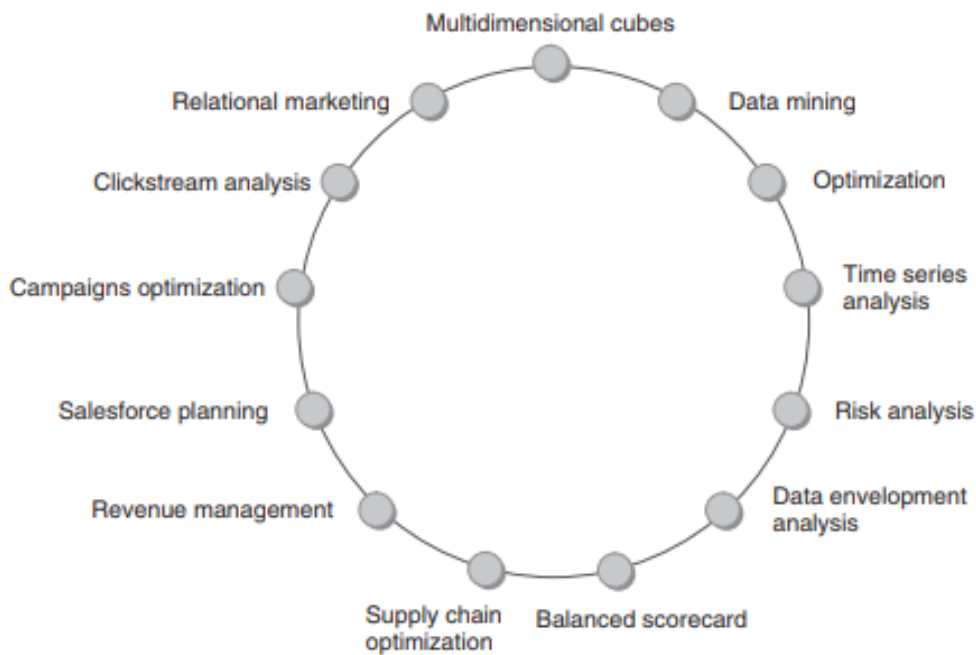 Multidimensional cubes
Relational marketing
Data mining
Clickstream analysis
Optimization
Campaigns optimization
Time series
analysis
Salesforce planning
Risk analysis
Revenue management
Data envelopment
analysis
Supply chain
optimization
Balanced scorecard